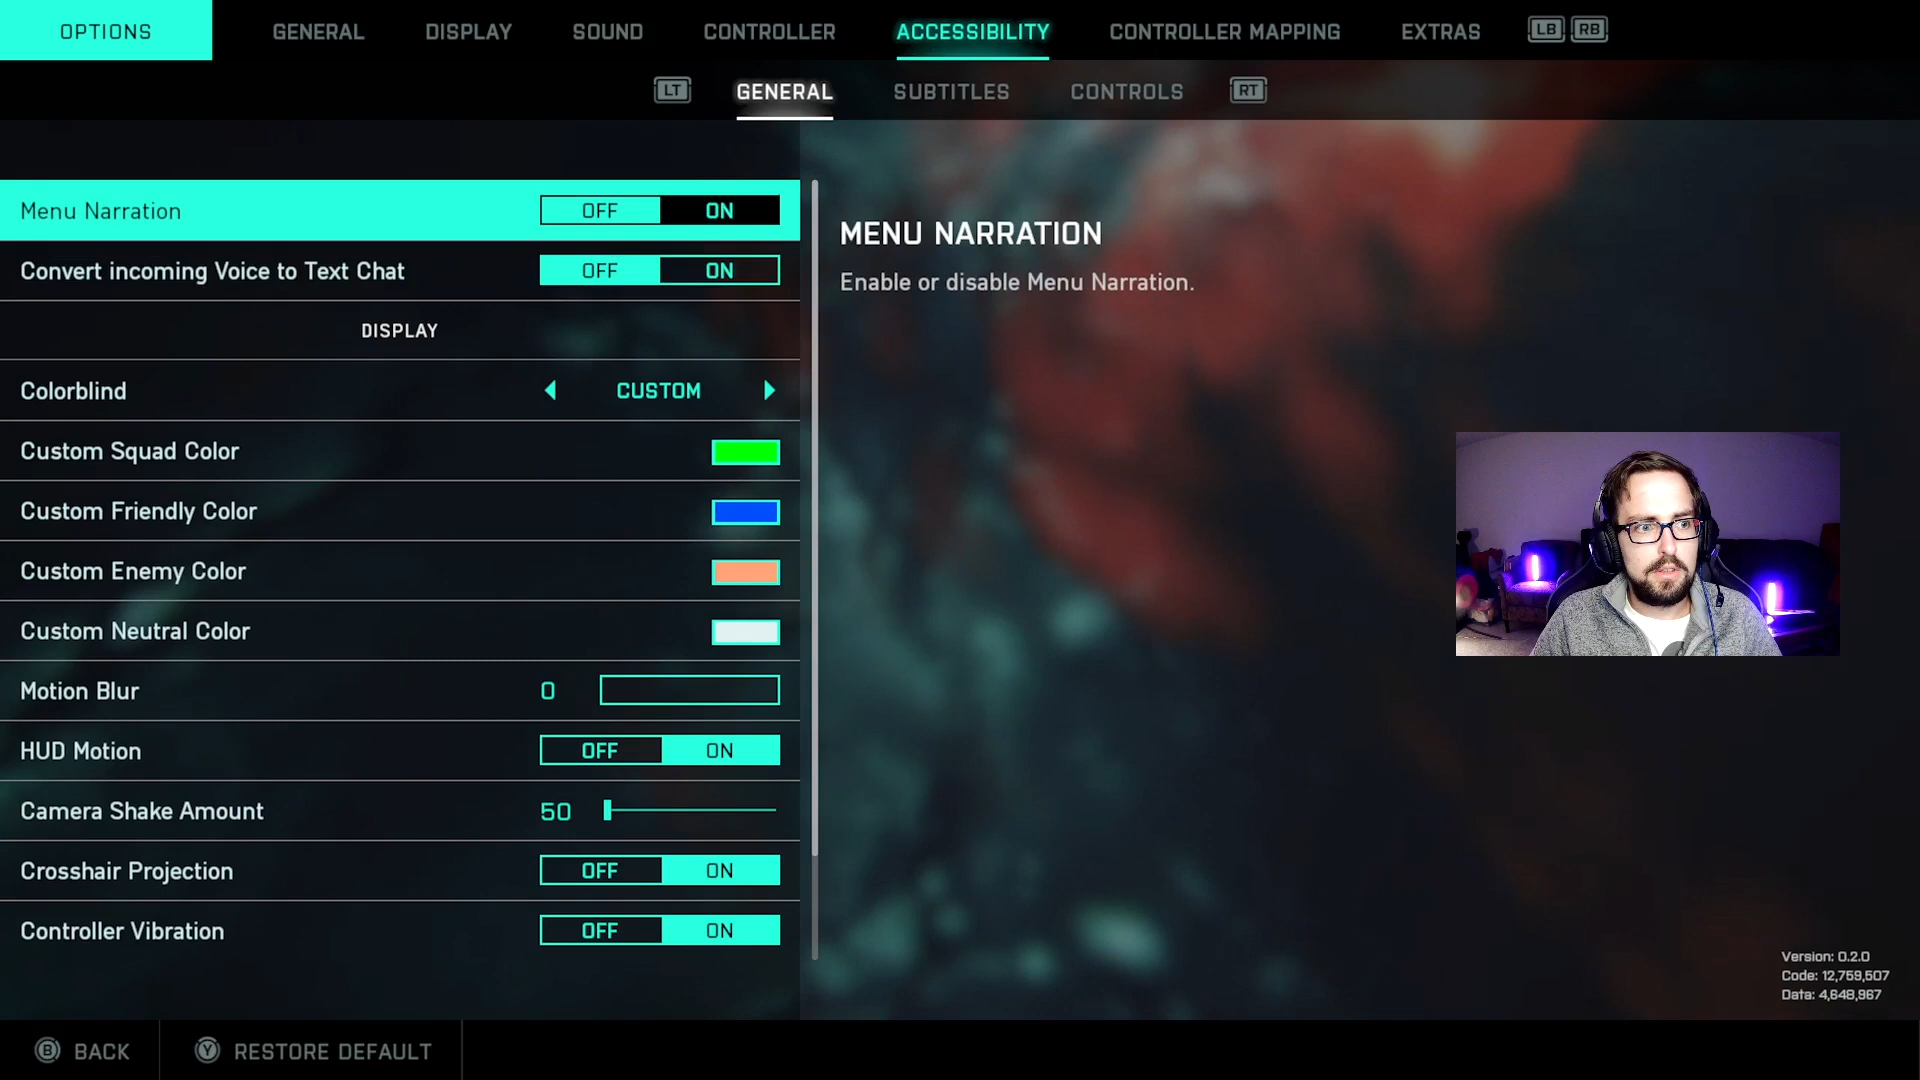 OPTIONS GENERAL DISPLAY SOUND CONTROLLER ACCESSIBILITY CONTROLLER MAPPING EXTRAS LB RB
LT GENERAL SUBTITLES CONTROLS RT
Menu Narration OFF ON
Convert incoming Voice to Text Chat OFF ON
DISPLAY
Colorblind CUSTOM
Custom Squad Color
Custom Friendly Color
Custom Enemy Color
Custom Neutral Color
Motion Blur 0
HUD Motion OFF ON
Camera Shake Amount 50
Crosshair Projection OFF ON
Controller Vibration OFF ON
MENU NARRATION
Enable or disable Menu Narration.
Version: 0.2.0
Code: 12,759,507
Data: 4,648,967
B BACK Y RESTORE DEFAULT